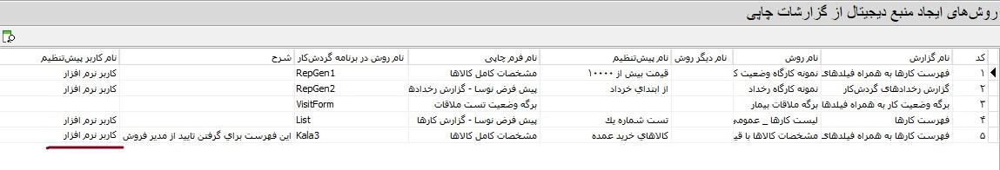 روش‌های ایجاد منبع دیجیتال از گزارشات چاپی
کد نام گزارش نام روش نام دیگر روش نام پیش‌تنظیم نام فرم چاپی نام روش در برنامه گردش‌کار شرح نام کاربر پیش‌تنظیم
۱ فهرست کارها به همراه فیلدهای نمونه کارگاه وضعیت ک قیمت بیش از ۱۰۰۰۰ مشخصات کامل کالاها RepGen1 کاربر نرم افزار
۲ گزارش رخدادهای گردش‌کار نمونه کارگاه رخداد از ابتداي خرداد پیش فرض نوسا - گزارش رخدادها RepGen2 کاربر نرم افزار
۳ برگه وضعیت کار به همراه فیلدها برگه ملاقات بیمار برگه وضعیت تست ملاقات VisitForm
۴ فهرست کارها لیست کارها _ عمومی تست شماره يك پیش فرض نوسا - گزارش کارها List کاربر نرم افزار
۵ فهرست کارها به همراه فیلدهای مشخصات کالاها با قی کالاهاي خرید عمده مشخصات کامل کالاها Kala3 این فهرست براي گرفتن تایید از مدیر فروش کاربر نرم افزار